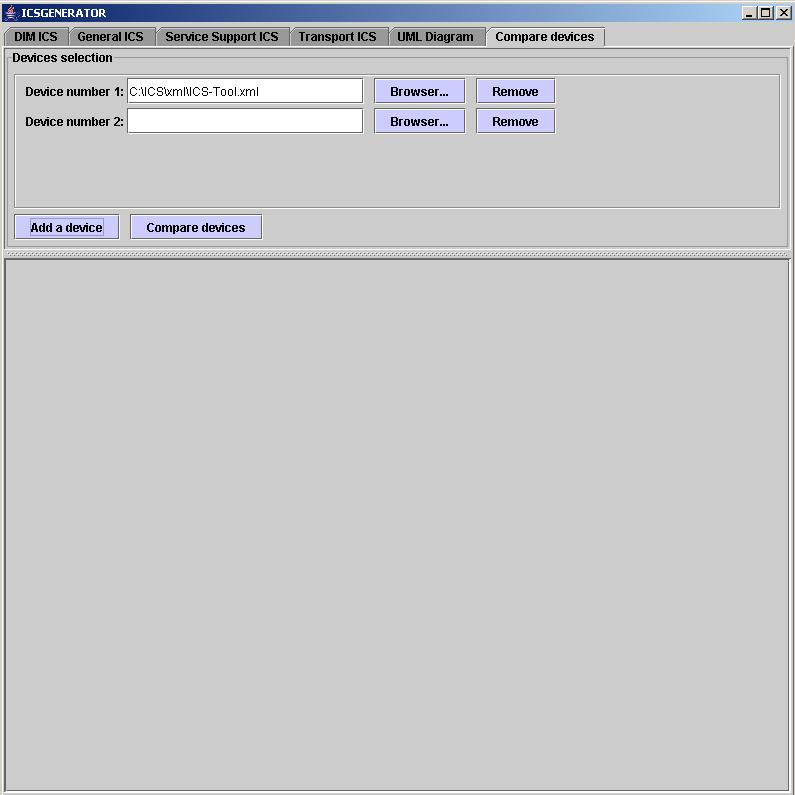 ICSGENERATOR
DIM ICS General ICS Service Support ICS Transport ICS UML Diagram Compare devices
Devices selection
Device number 1: C:\ICS\xml\ICS-Tool.xml Browser... Remove
Device number 2: Browser... Remove
Add a device Compare devices